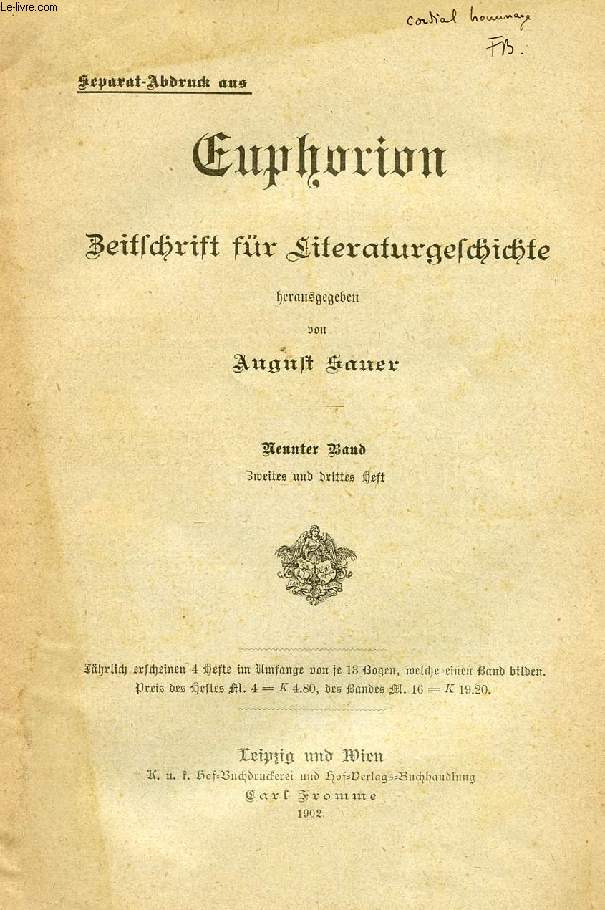 Le-livre.com
cordial hommage
FB.
Separat-Abdruck aus
Euphorion
Zeitschrift für Literaturgeschichte
herausgegeben
von
August Sauer
Neunter Band
Zweites und drittes Heft
Jährlich erscheinen 4 Hefte im Umfange von je 13 Bogen, welche einen Band bilden.
Preis des Heftes M. 4 = K 4.80, des Bandes M. 16 = K 19.20.
Leipzig und Wien
K. u. k. Hof-Buchdruckerei und Hof-Verlags-Buchhandlung
Carl Fromme
1902.